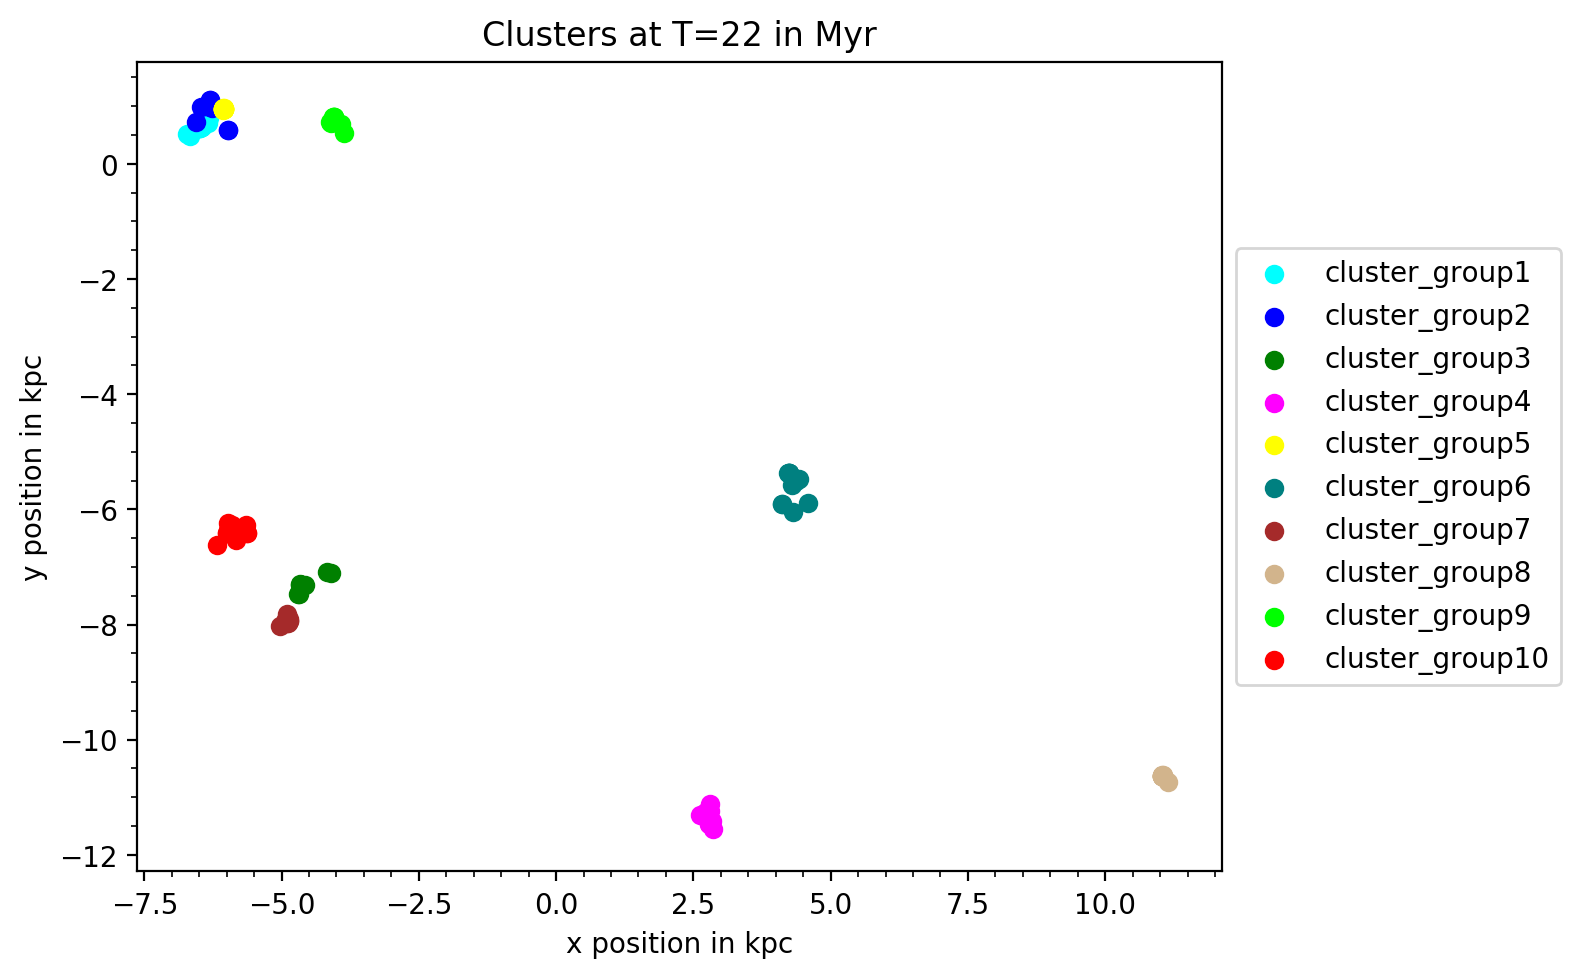 Clusters at T=22 in Myr
y position in kpc
0
−2
−4
−6
−8
−10
−12
−7.5 −5.0 −2.5 0.0 2.5 5.0 7.5 10.0
x position in kpc
cluster_group1
cluster_group2
cluster_group3
cluster_group4
cluster_group5
cluster_group6
cluster_group7
cluster_group8
cluster_group9
cluster_group10